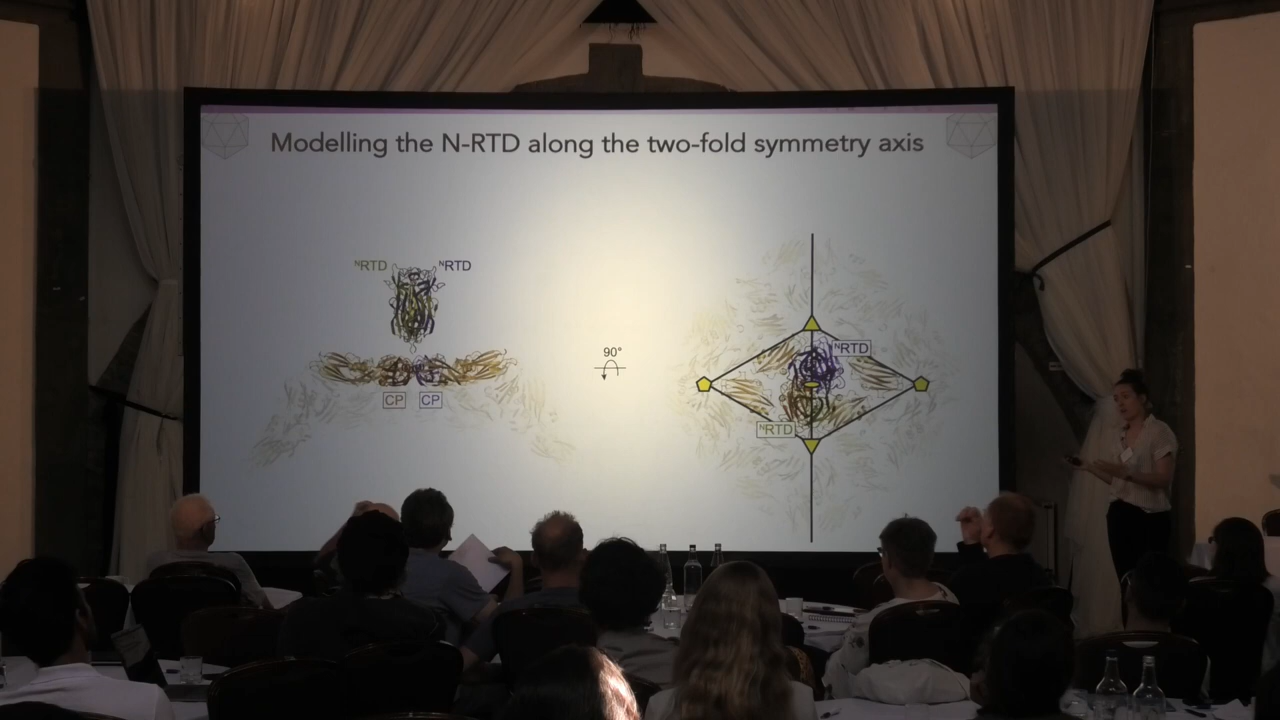 Modelling the N-RTD along the two-fold symmetry axis
ᴺRTD
ᴺRTD
CP
CP
90°
ᴺRTD
ᴺRTD